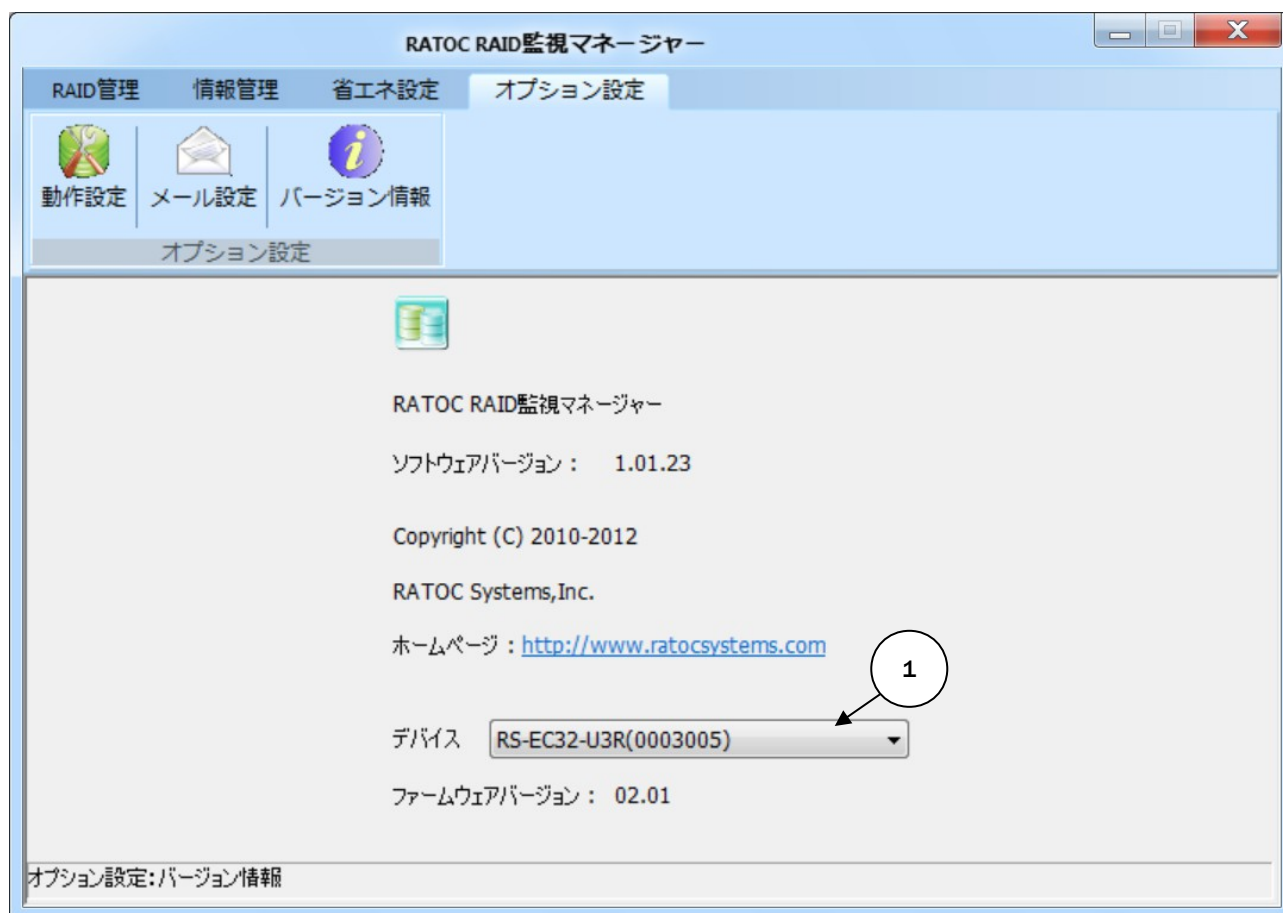 RATOC RAID監視マネージャー
RAID管理 情報管理 省エネ設定 オプション設定
動作設定 メール設定 バージョン情報
オプション設定
RATOC RAID監視マネージャー
ソフトウェアバージョン： 1.01.23
Copyright (C) 2010-2012
RATOC Systems,Inc.
ホームページ：http://www.ratocsystems.com
1
デバイス RS-EC32-U3R(0003005)
ファームウェアバージョン： 02.01
オプション設定:バージョン情報